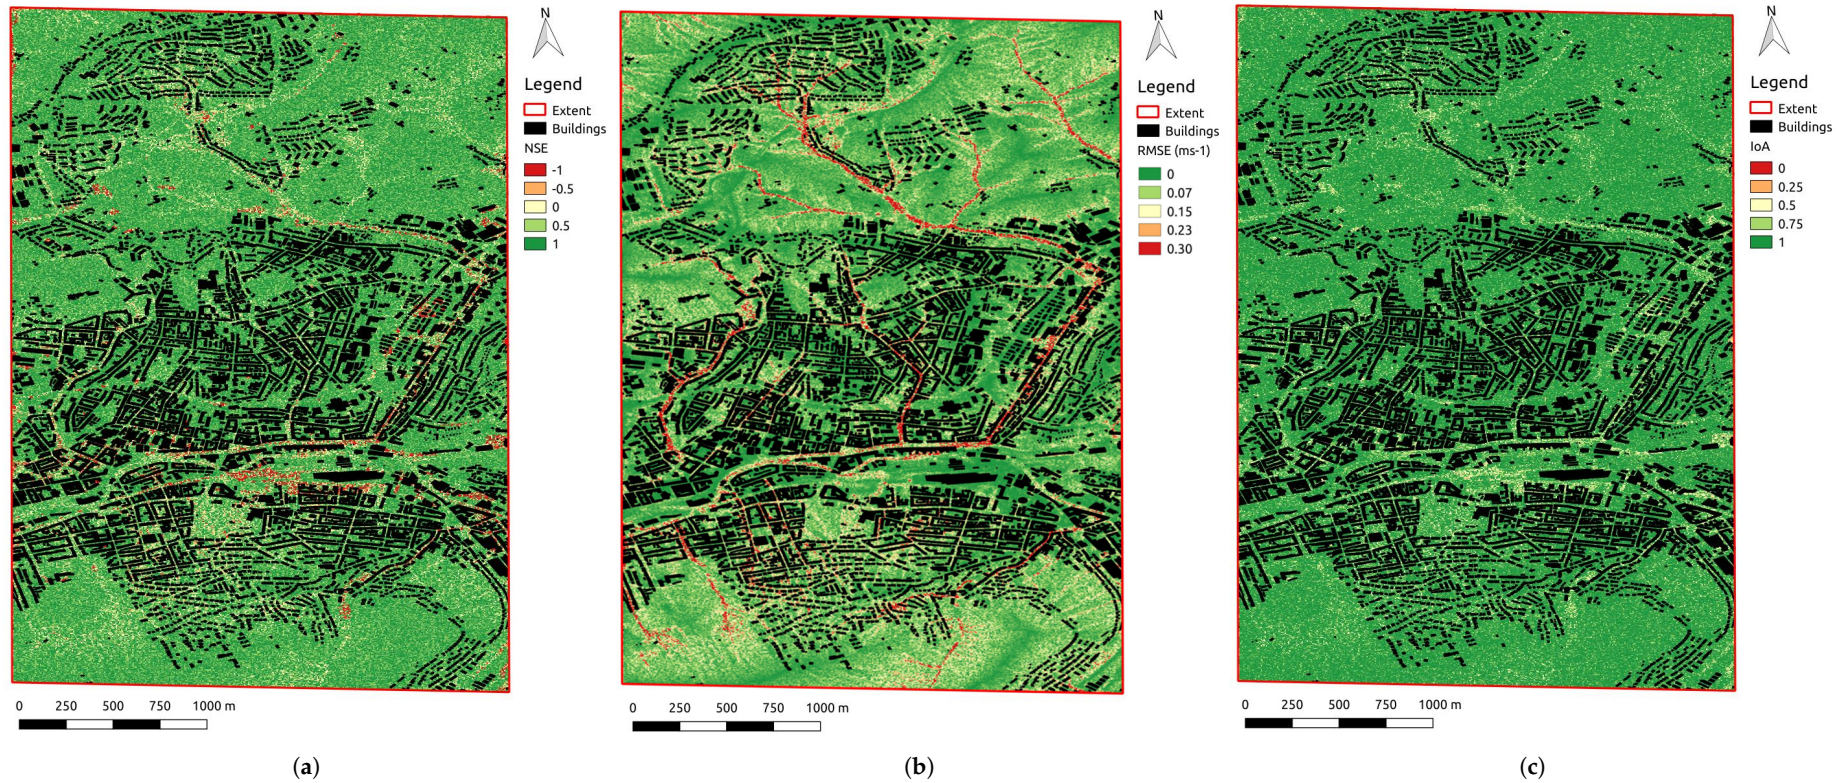 N
Legend
Extent
Buildings
NSE
-1
-0.5
0
0.5
1
0 250 500 750 1000 m
(a)
N
Legend
Extent
Buildings
RMSE (ms-1)
0
0.07
0.15
0.23
0.30
0 250 500 750 1000 m
(b)
N
Legend
Extent
Buildings
IoA
0
0.25
0.5
0.75
1
0 250 500 750 1000 m
(c)